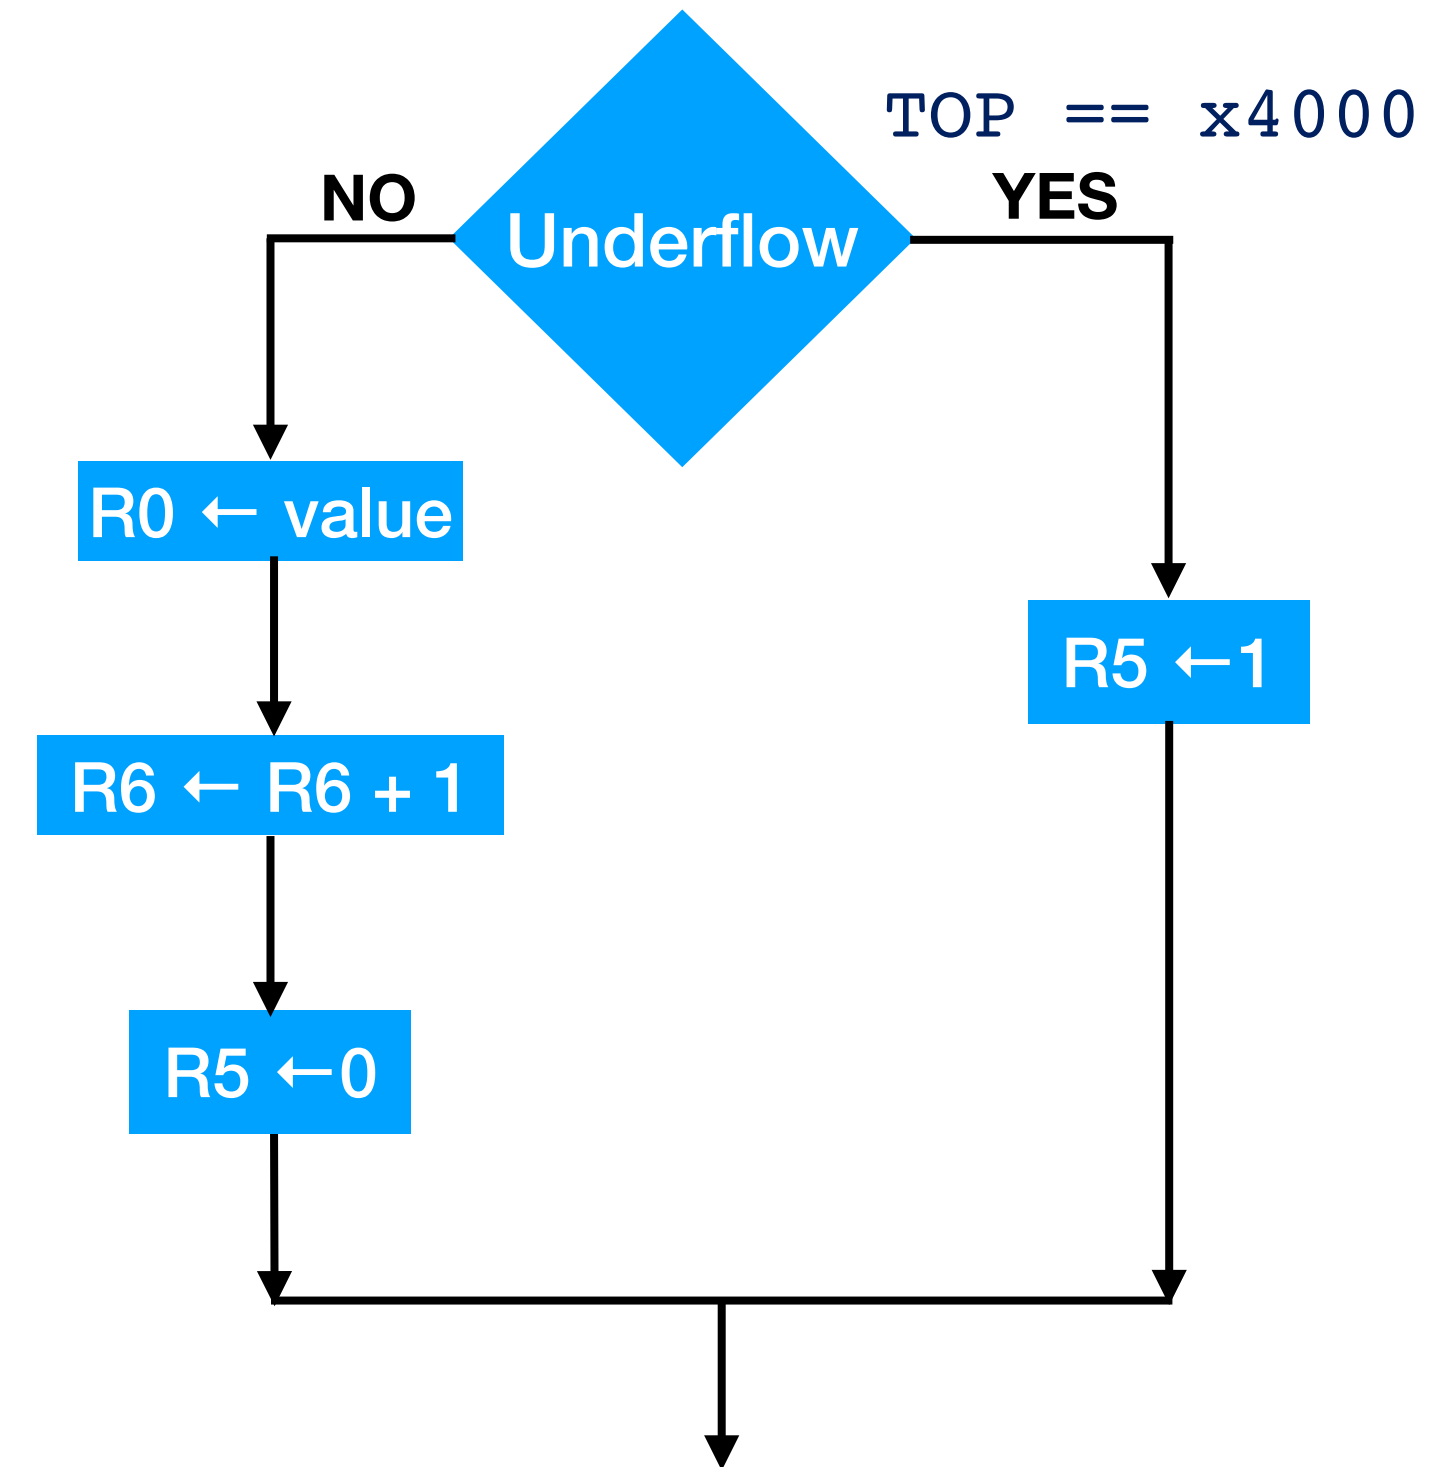 TOP == x4000
NO
YES
Underflow
R0 ← value
R5 ←1
R6 ← R6 + 1
R5 ←0